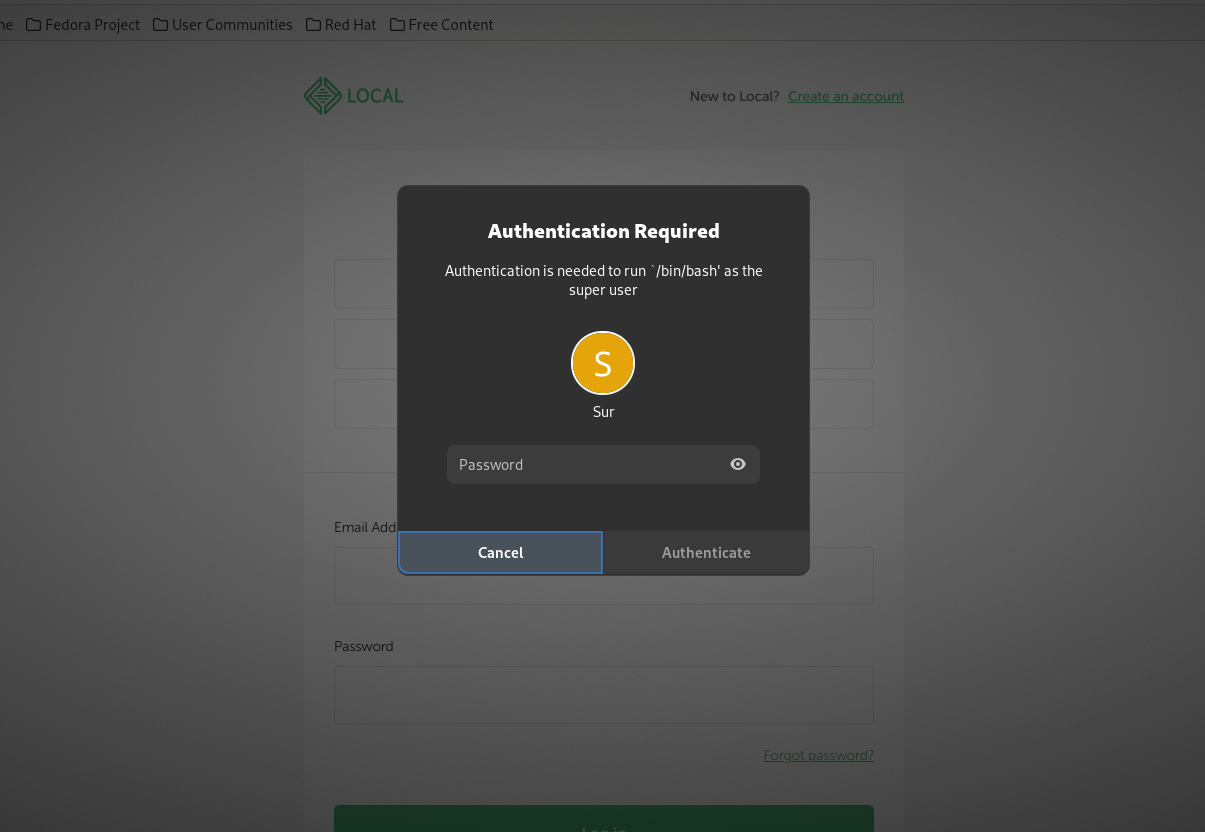 ne Fedora Project User Communities Red Hat Free Content
LOCAL
New to Local? Create an account
Authentication Required
Authentication is needed to run `/bin/bash' as the
super user
S
Sur
Password
Cancel Authenticate
Email Add
Password
Forgot password?
Log in